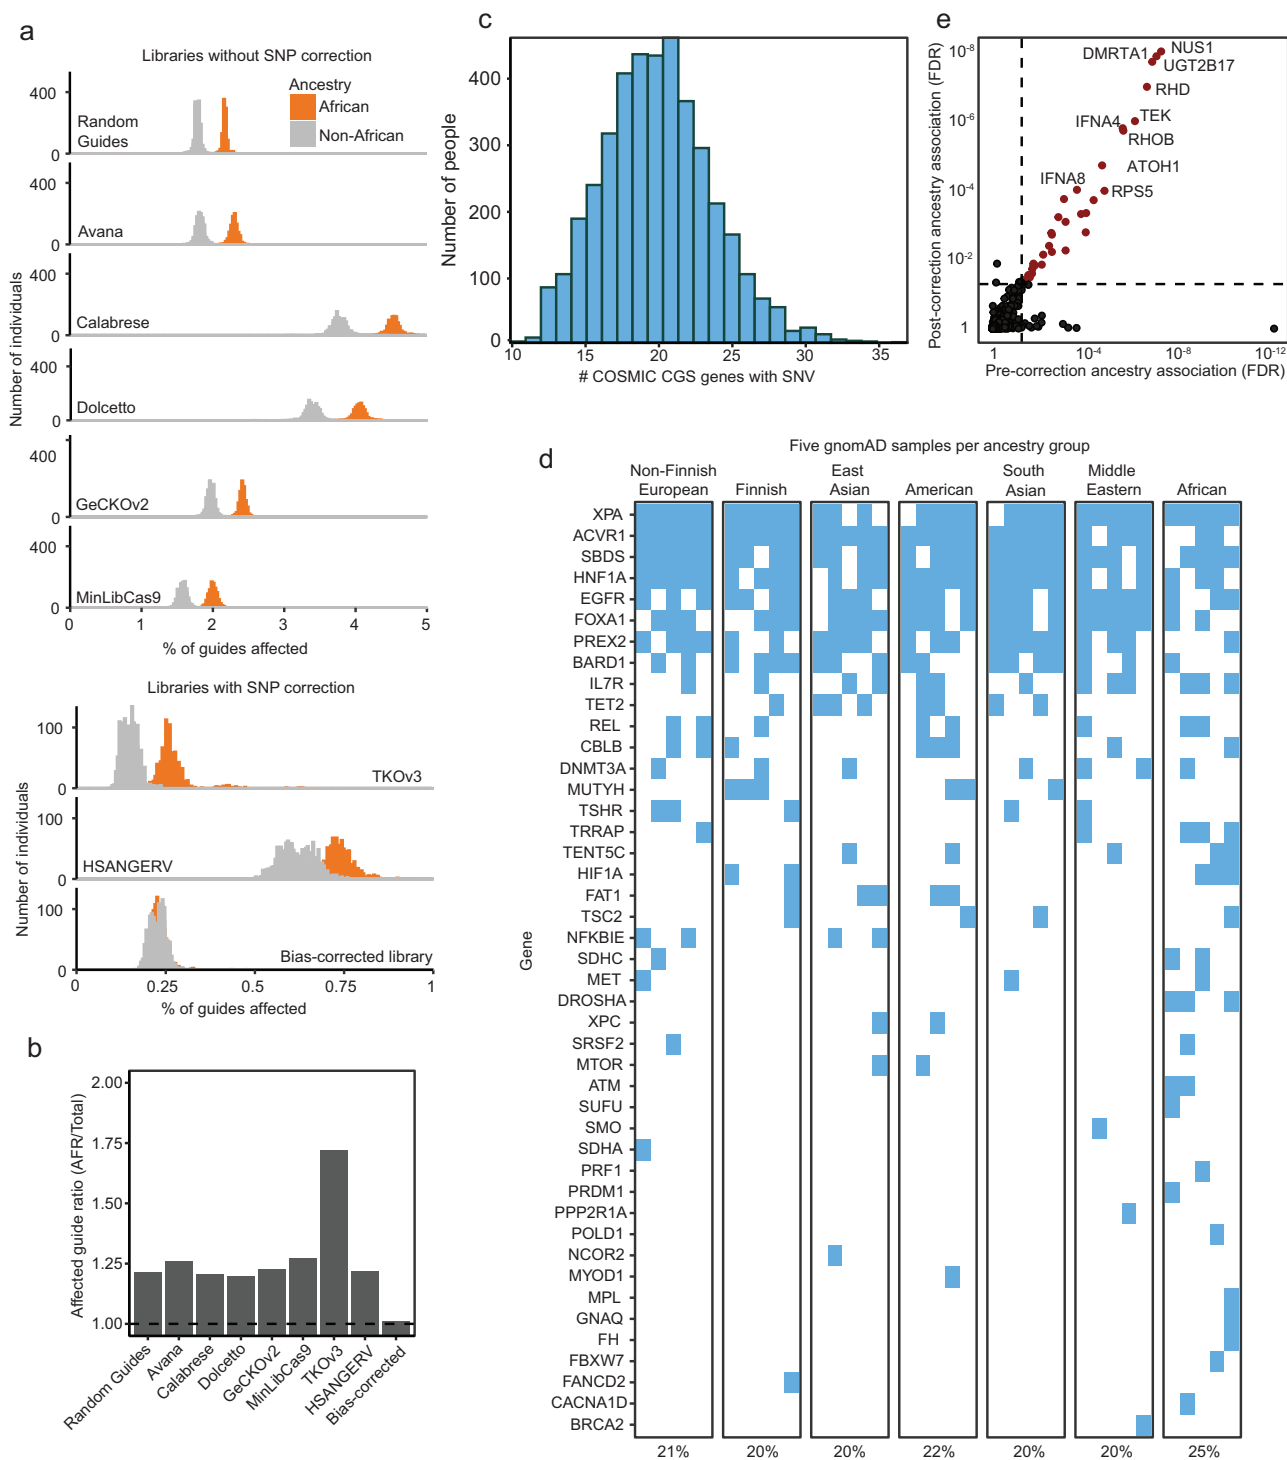 a
Libraries without SNP correction
Ancestry
African
Non-African
400
Random
Guides
0
400
Avana
0
400
Calabrese
0
400
Dolcetto
0
400
GeCKOv2
0
400
MinLibCas9
0
0 1 2 3 4 5
% of guides affected
Number of individuals
Libraries with SNP correction
100
TKOv3
0
100
HSANGERV
0
100
Bias-corrected library
0
0 0.25 0.5 0.75 1
% of guides affected
Number of individuals
b
2.00
1.75
1.50
1.25
1.00
Affected guide ratio (AFR/Total)
Random Guides
Avana
Calabrese
Dolcetto
GeCKOv2
MinLibCas9
TKOv3
HSANGERV
Bias-corrected
c
400
300
200
100
0
Number of people
10 15 20 25 30 35
# COSMIC CGS genes with SNV
e
10-8
10-6
10-4
10-2
1
Post-correction ancestry association (FDR)
DMRTA1
NUS1
UGT2B17
RHD
TEK
IFNA4
RHOB
ATOH1
IFNA8
RPS5
1 10-4 10-8 10-12
Pre-correction ancestry association (FDR)
d
Five gnomAD samples per ancestry group
Non-Finnish
European
Finnish
East
Asian
American
South
Asian
Middle
Eastern
African
Gene
XPA
ACVR1
SBDS
HNF1A
EGFR
FOXA1
PREX2
BARD1
IL7R
TET2
REL
CBLB
DNMT3A
MUTYH
TSHR
TRRAP
TENT5C
HIF1A
FAT1
TSC2
NFKBIE
SDHC
MET
DROSHA
XPC
SRSF2
MTOR
ATM
SUFU
SMO
SDHA
PRF1
PRDM1
PPP2R1A
POLD1
NCOR2
MYOD1
MPL
GNAQ
FH
FBXW7
FANCD2
CACNA1D
BRCA2
21% 20% 20% 22% 20% 20% 25%